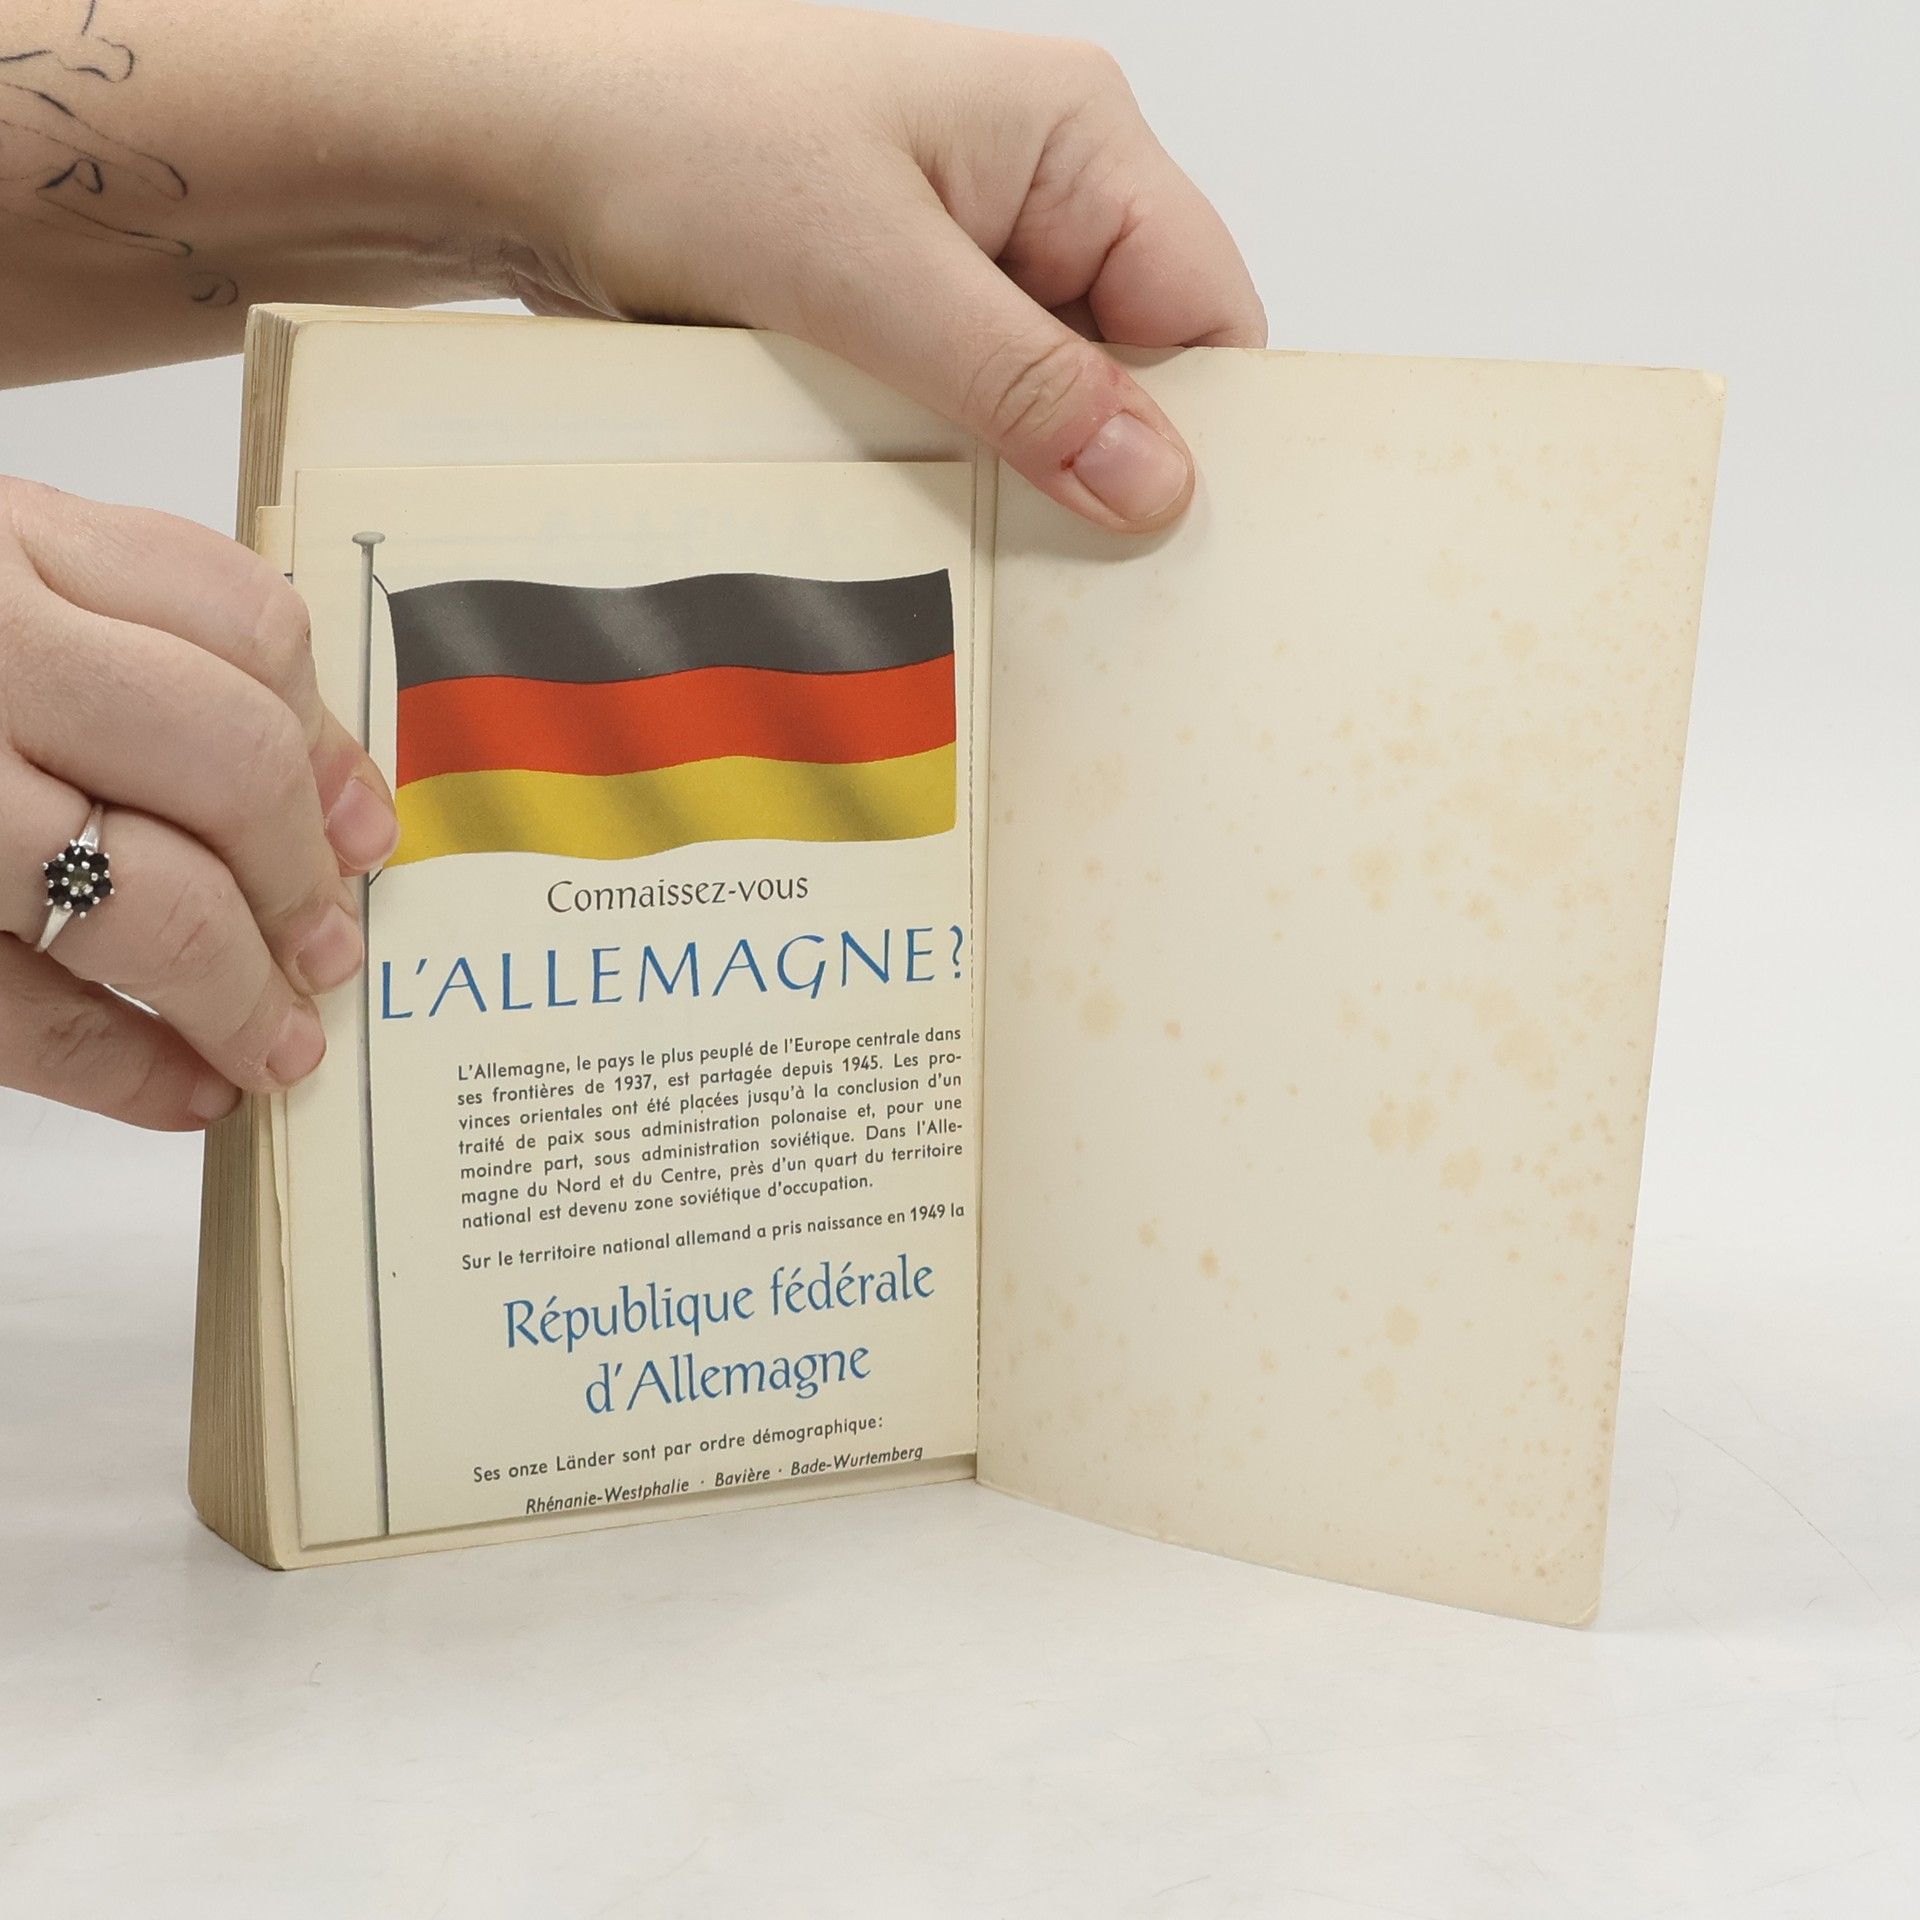 Connaissez-vous
L'ALLEMAGNE?
L'Allemagne, le pays le plus peuplé de l'Europe centrale dans
ses frontières de 1937, est partagée depuis 1945. Les pro-
vinces orientales ont été placées jusqu'à la conclusion d'un
traité de paix sous administration polonaise et, pour une
moindre part, sous administration soviétique. Dans l'Alle-
magne du Nord et du Centre, près d'un quart du territoire
national est devenu zone soviétique d'occupation.
Sur le territoire national allemand a pris naissance en 1949 la
République fédérale
d'Allemagne
Ses onze Länder sont par ordre démographique:
Rhénanie-Westphalie · Bavière · Bade-Wurtemberg